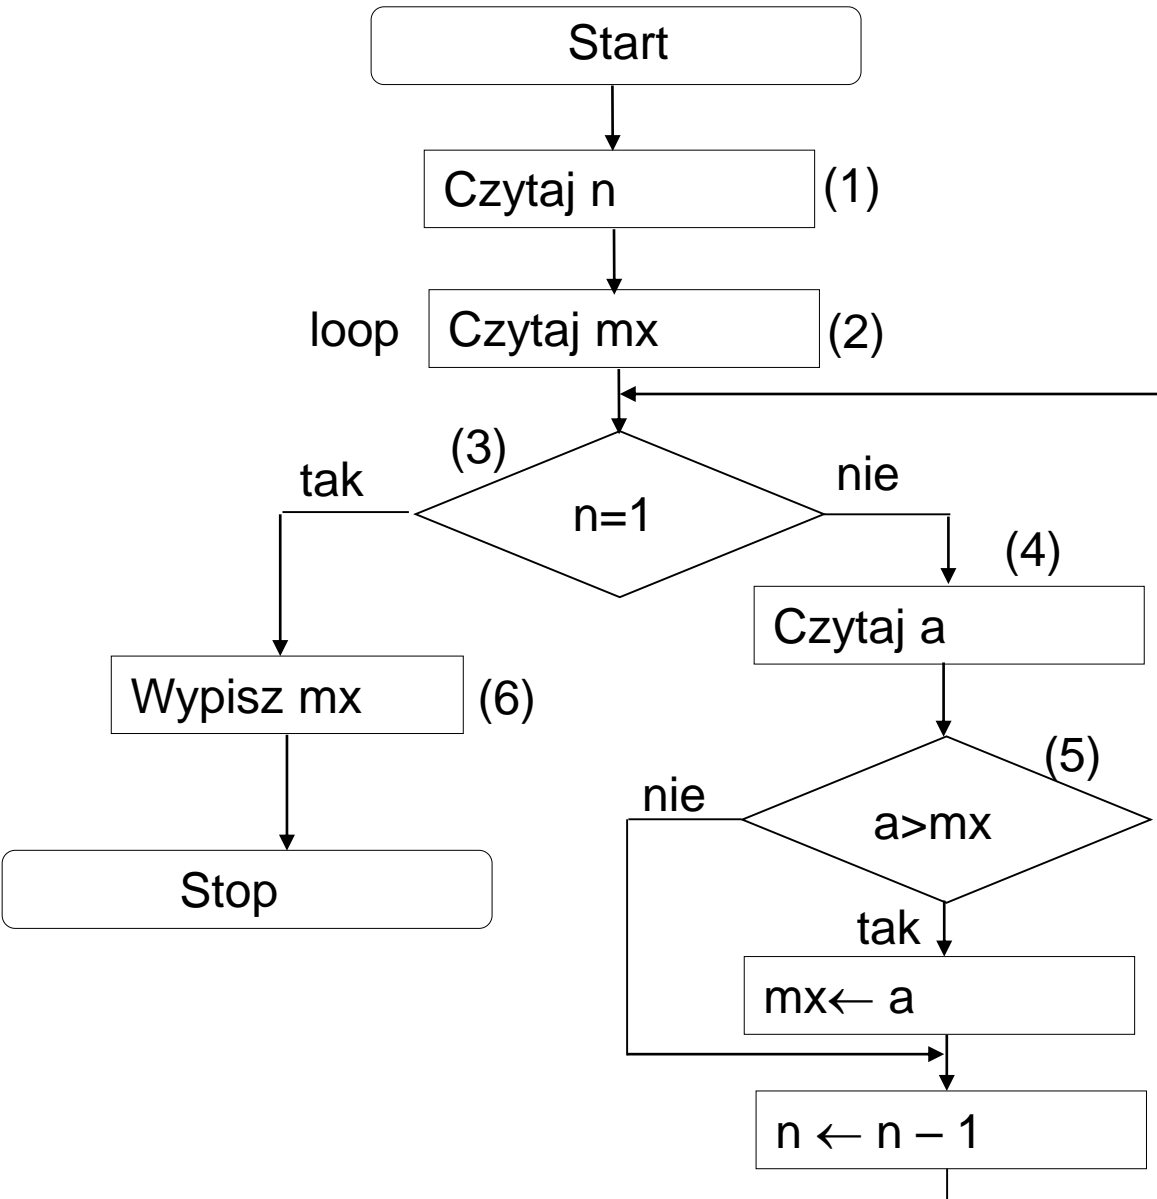 Start
Czytaj n
(1)
loop
Czytaj mx
(2)
(3)
tak
n=1
nie
(4)
Czytaj a
Wypisz mx
(6)
(5)
nie
a>mx
Stop
tak
mx← a
n ← n – 1